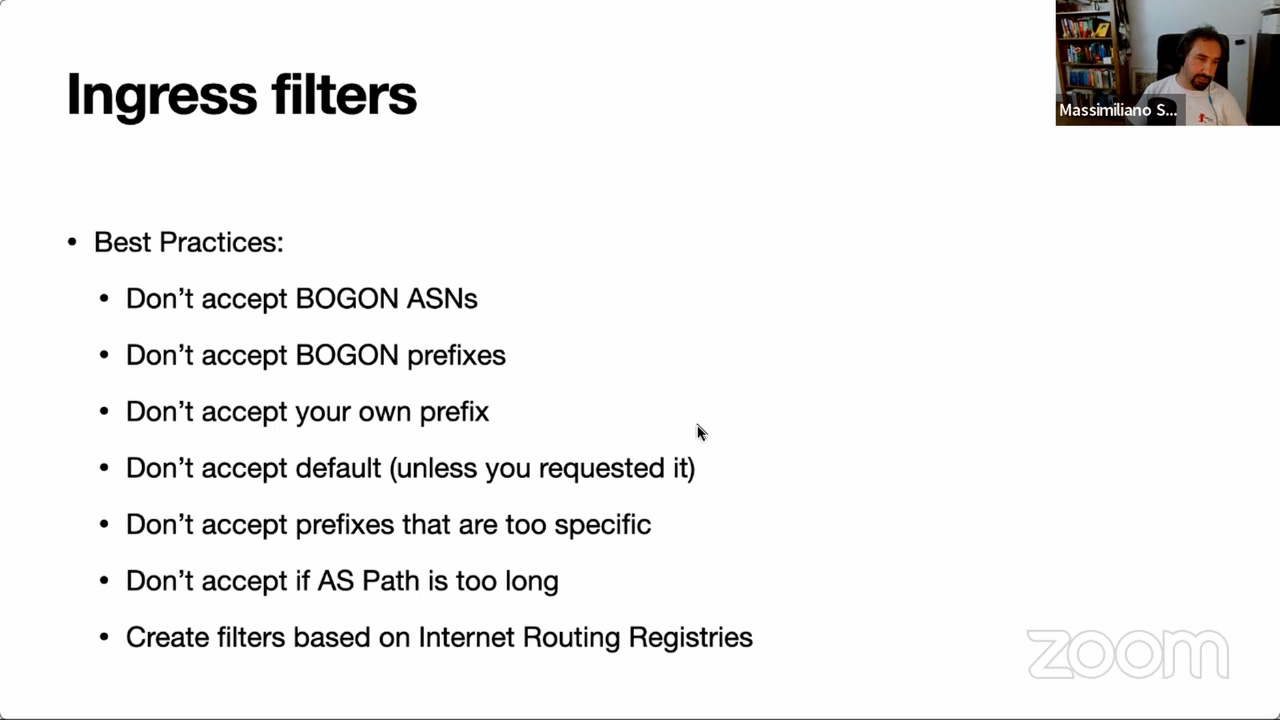 Ingress filters
Massimiliano S...
• Best Practices:
• Don’t accept BOGON ASNs
• Don’t accept BOGON prefixes
• Don’t accept your own prefix
• Don’t accept default (unless you requested it)
• Don’t accept prefixes that are too specific
• Don’t accept if AS Path is too long
• Create filters based on Internet Routing Registries
zoom